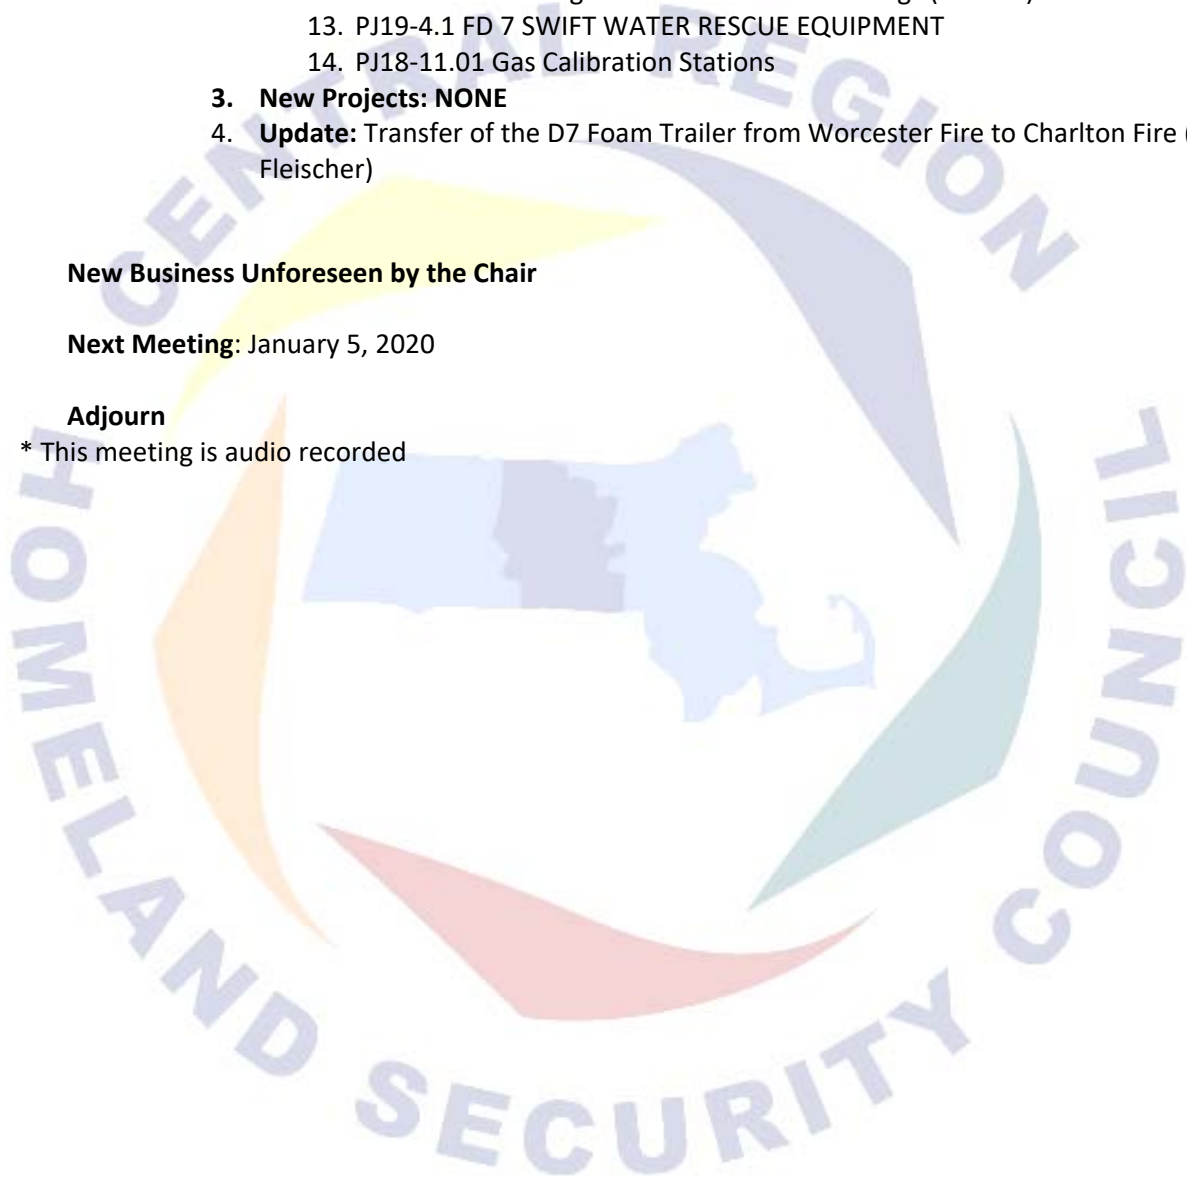 13. PJ19-4.1 FD 7 SWIFT WATER RESCUE EQUIPMENT
14. PJ18-11.01 Gas Calibration Stations
3. New Projects: NONE
4. Update: Transfer of the D7 Foam Trailer from Worcester Fire to Charlton Fire (
Fleischer)
New Business Unforeseen by the Chair
Next Meeting: January 5, 2020
Adjourn
* This meeting is audio recorded
CENTRAL REGION
HOMELAND SECURITY COUNCIL